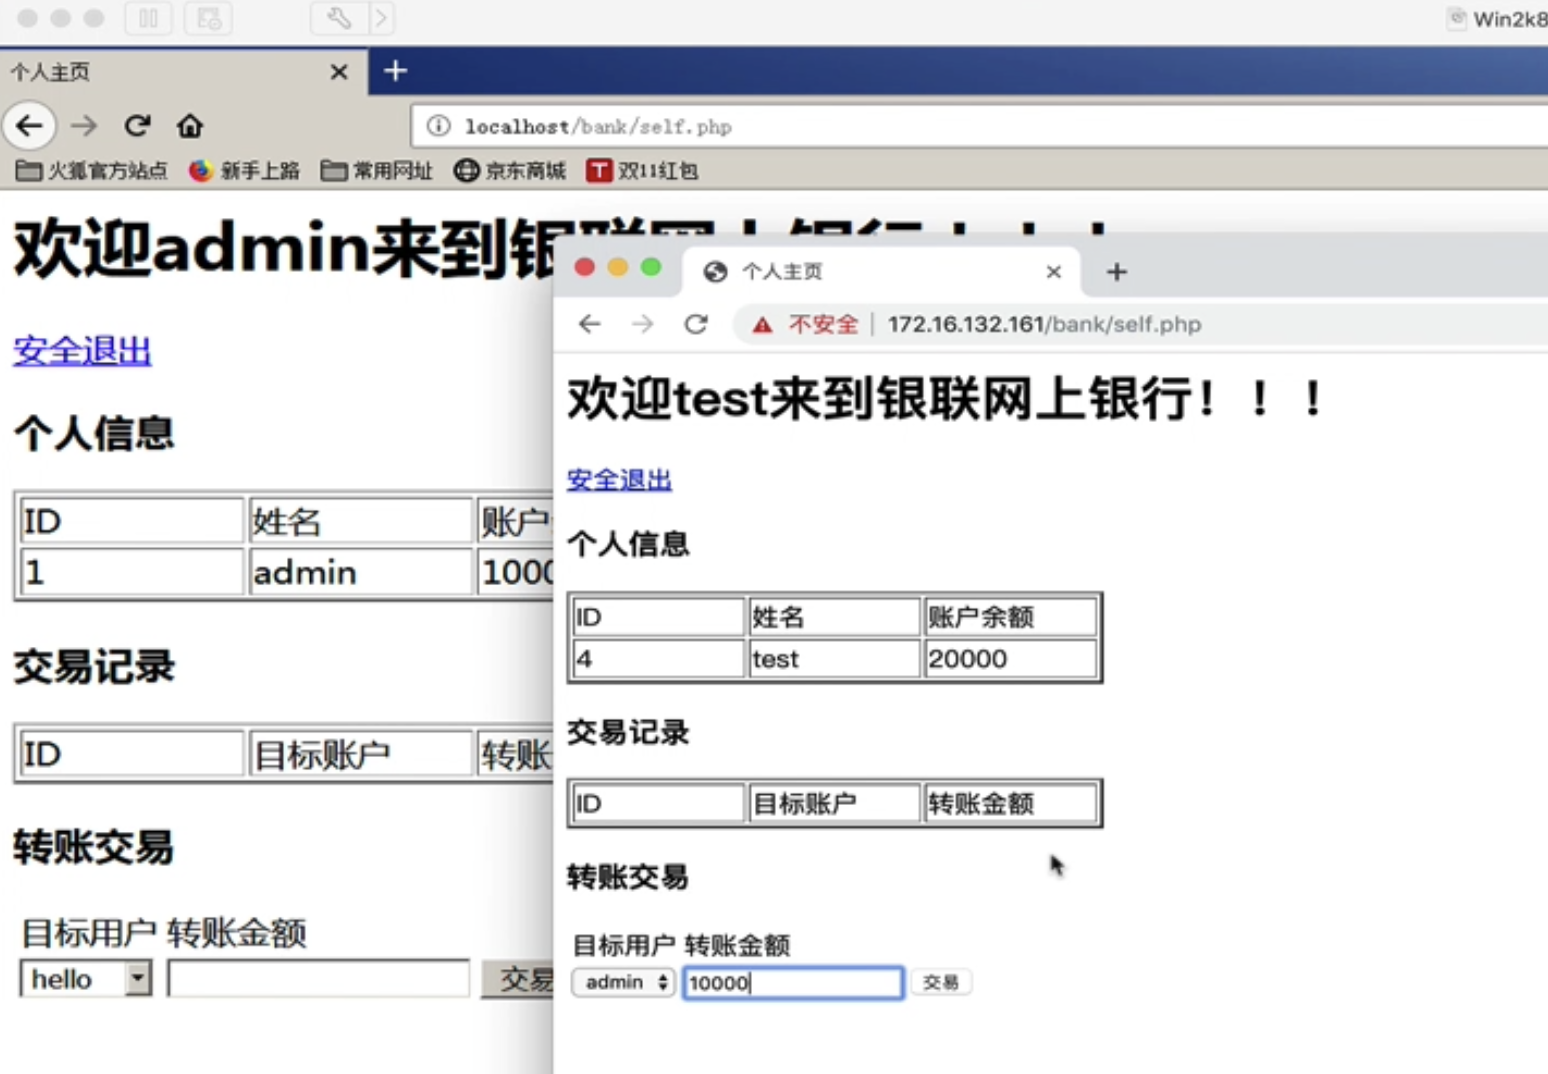 Win2k8
个人主页
localhost/bank/self.php
火狐官方站点 新手上路 常用网址 京东商城 双11红包
欢迎admin来到银联网上银行！！！
安全退出
个人信息
ID 姓名 账户
1 admin 1000
交易记录
ID 目标账户 转账
转账交易
目标用户 转账金额
hello 交易
个人主页
不安全 172.16.132.161/bank/self.php
欢迎test来到银联网上银行！！！
安全退出
个人信息
ID 姓名 账户余额
4 test 20000
交易记录
ID 目标账户 转账金额
转账交易
目标用户 转账金额
admin 10000 交易